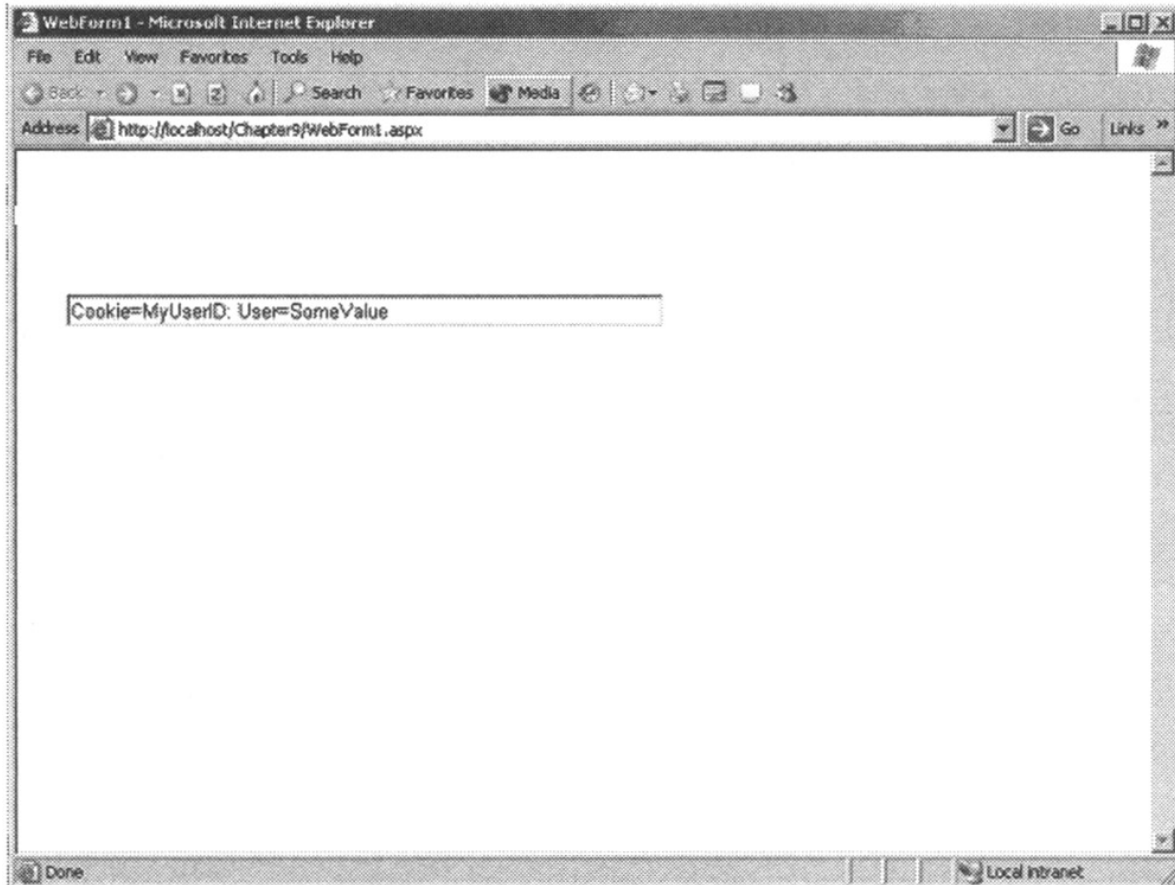 WebForm1 - Microsoft Internet Explorer
File Edit View Favorites Tools Help
Back Search Favorites Media
Address http://localhost/Chapter9/WebForm1.aspx Go Links »
Cookie=MyUserID: User=SomeValue
Done Local intranet